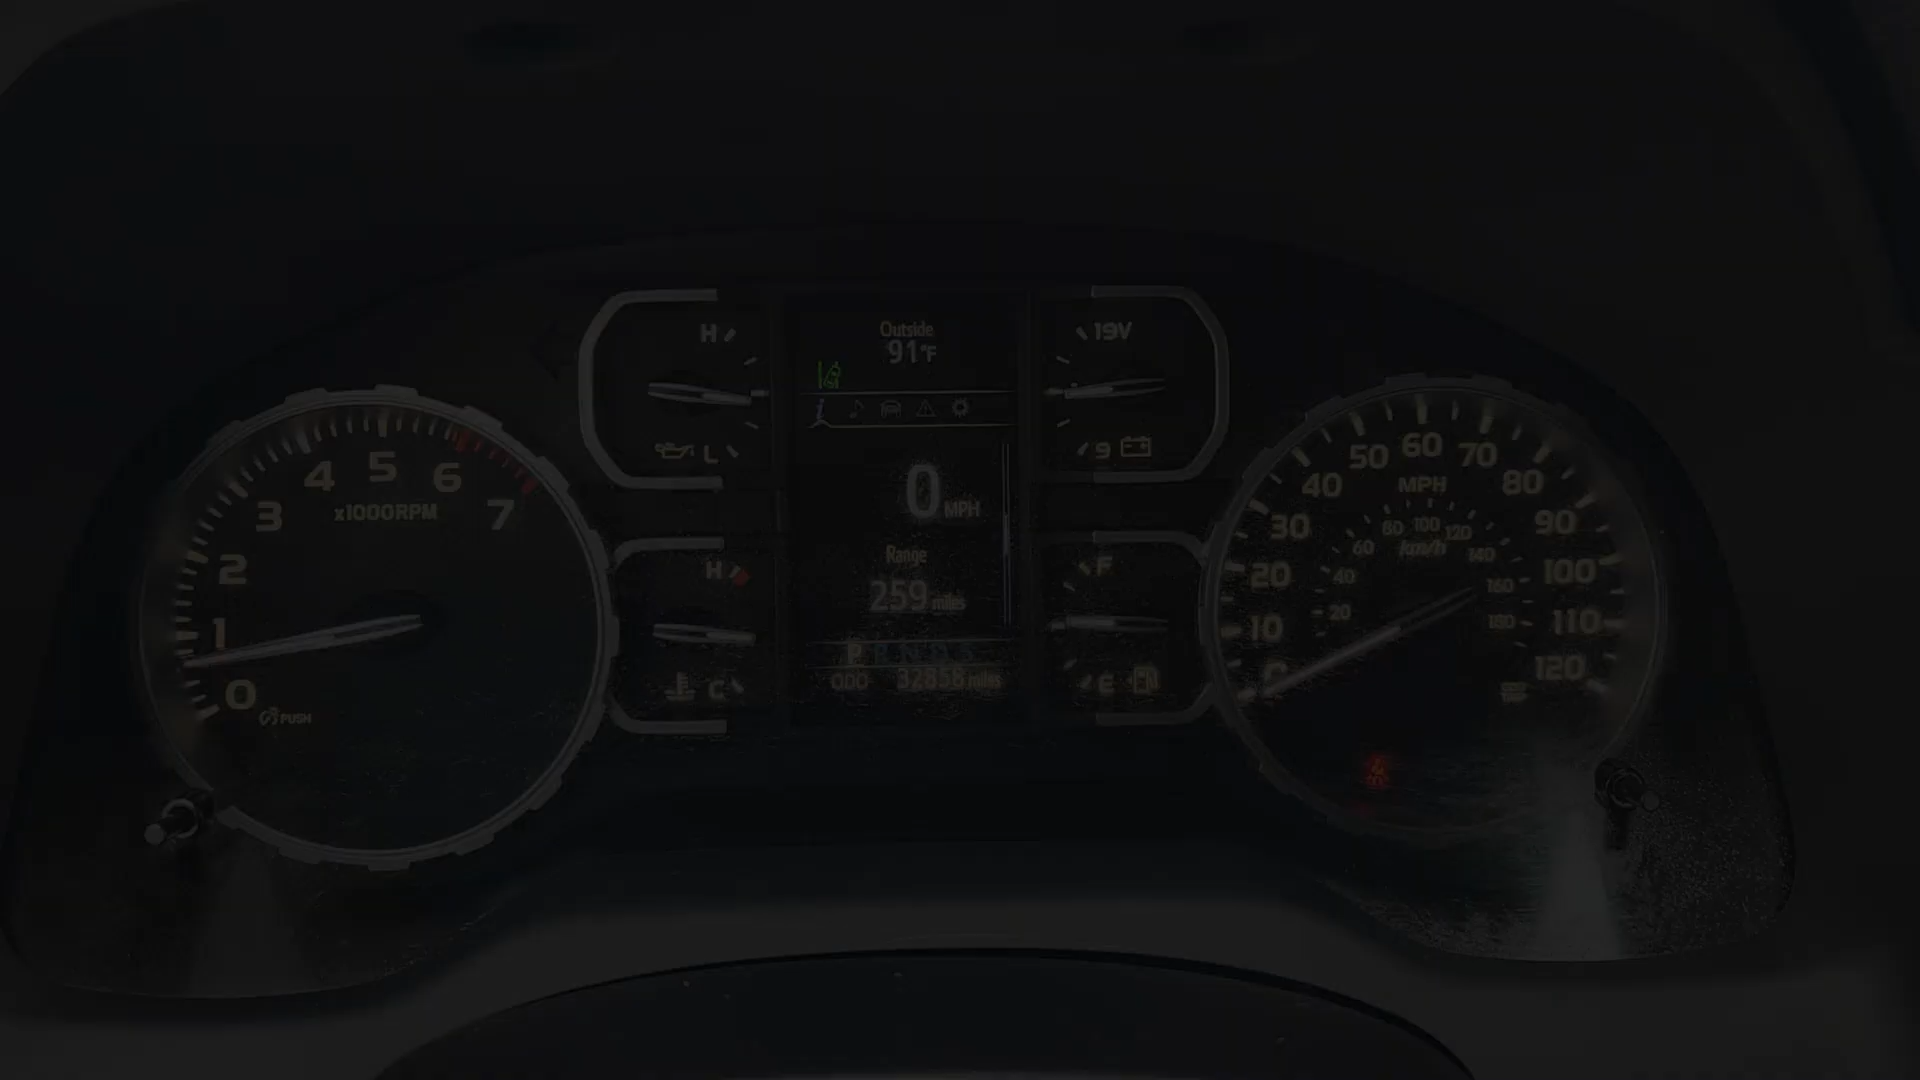 H
Outside
91°F
19V
L
9
0 MPH
Range
259 miles
P R N D S
ODO 32856 miles
H
C
F
E
0
1
2
3
4
5
6
7
x1000RPM
PUSH
10
20
30
40
50
60
70
80
90
100
110
120
MPH
20
40
60
80
100
120
140
160
180
km/h